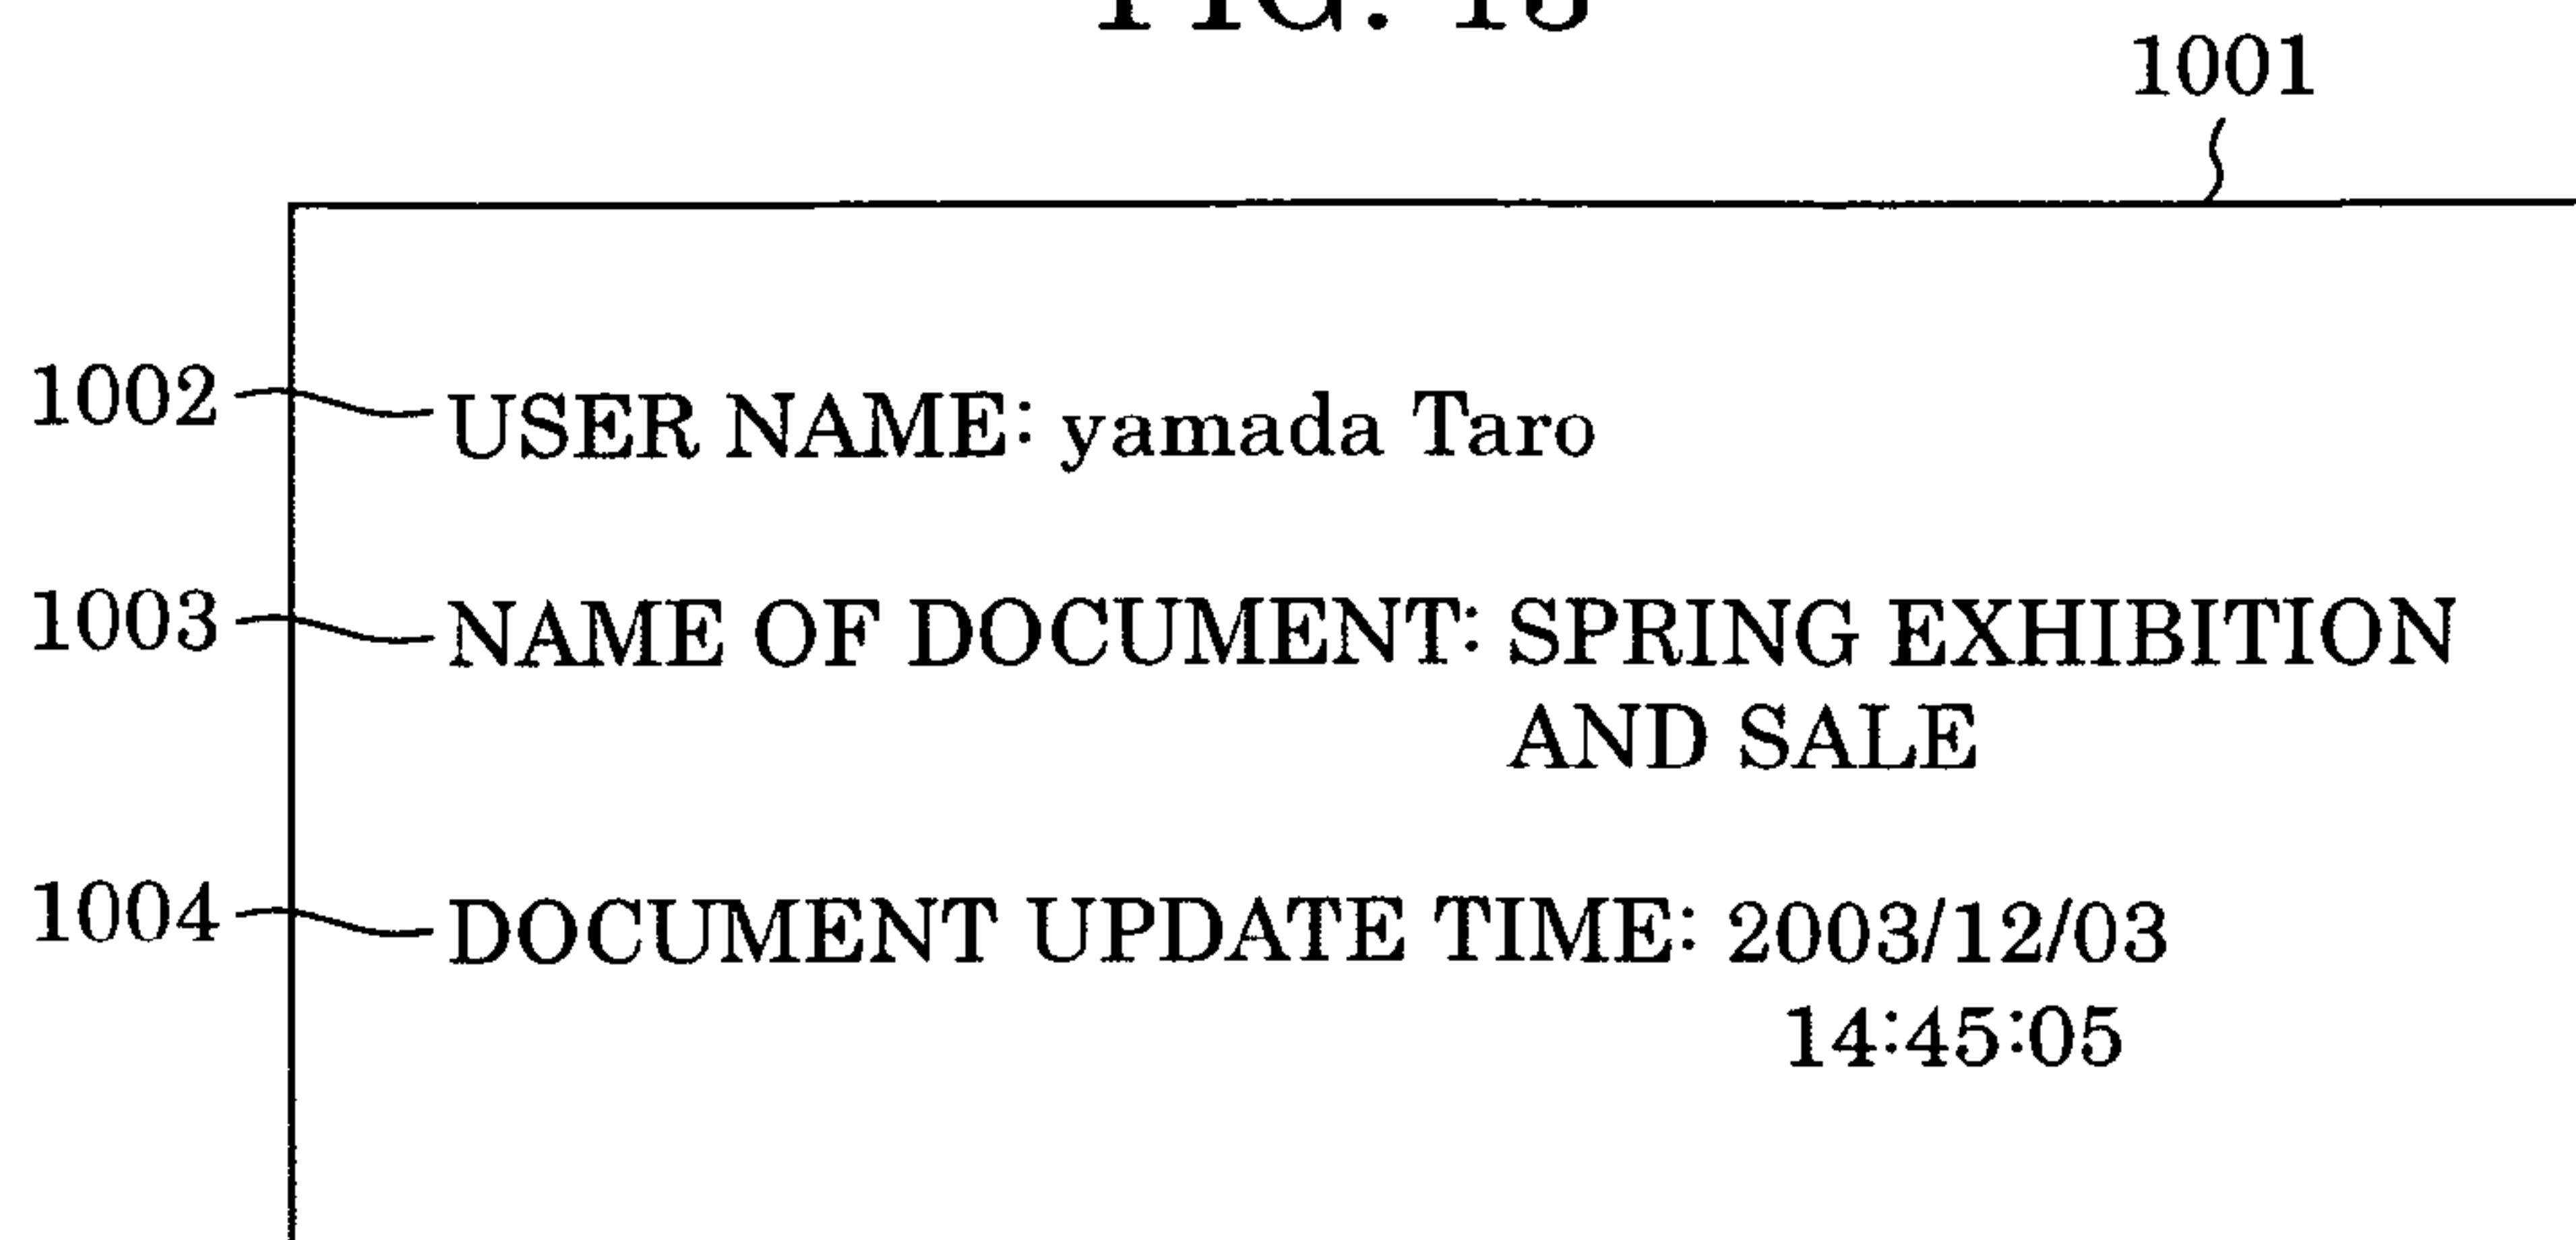 1001
1002 USER NAME: yamada Taro
1003 NAME OF DOCUMENT: SPRING EXHIBITION
AND SALE
1004 DOCUMENT UPDATE TIME: 2003/12/03
14:45:05